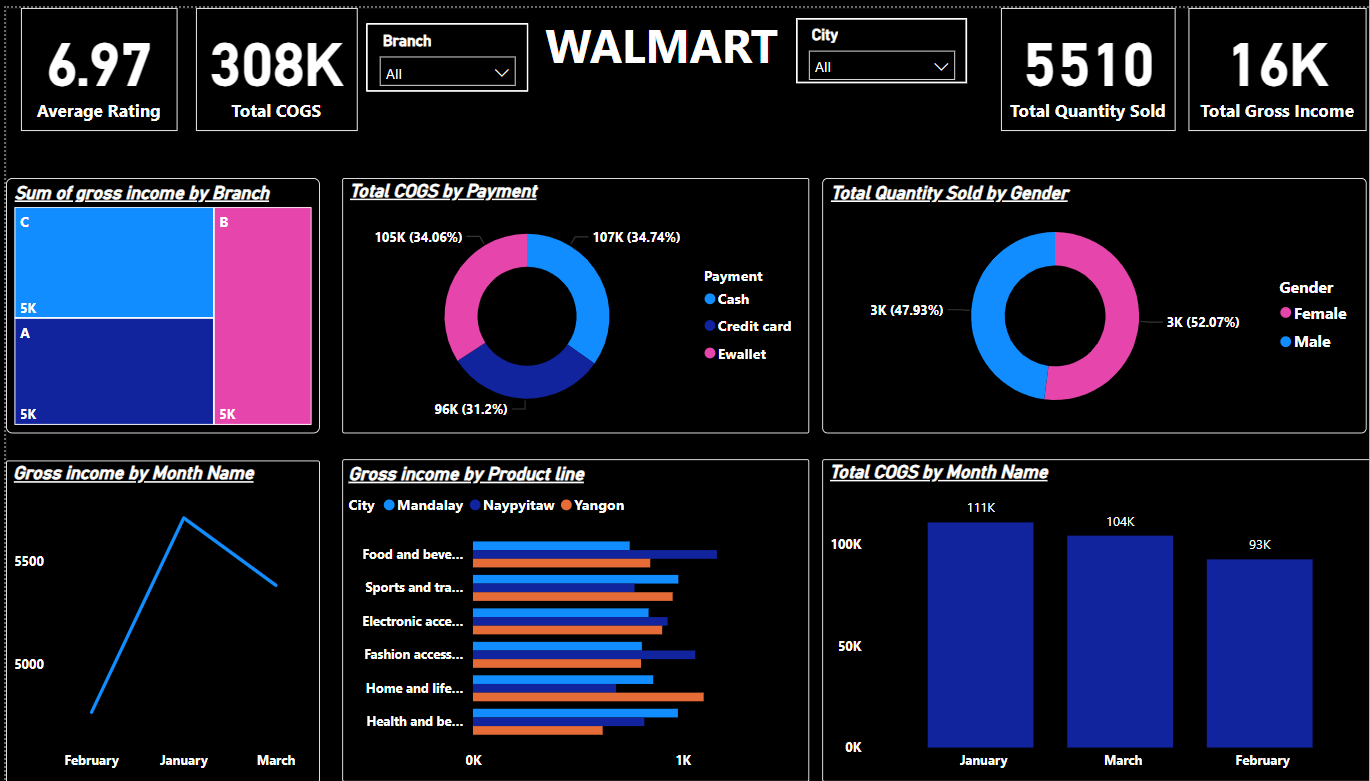 6.97
Average Rating
308K
Total COGS
Branch
All
WALMART
City
All
5510
Total Quantity Sold
16K
Total Gross Income
Sum of gross income by Branch
C
5K
A
5K
B
5K
Total COGS by Payment
105K (34.06%)
107K (34.74%)
96K (31.2%)
Payment
Cash
Credit card
Ewallet
Total Quantity Sold by Gender
3K (47.93%)
3K (52.07%)
Gender
Female
Male
Gross income by Month Name
5500
5000
February January March
Gross income by Product line
City Mandalay Naypyitaw Yangon
Food and beve...
Sports and tra...
Electronic acce...
Fashion access...
Home and life...
Health and be...
0K 1K
Total COGS by Month Name
111K
104K
93K
100K
50K
0K
January March February